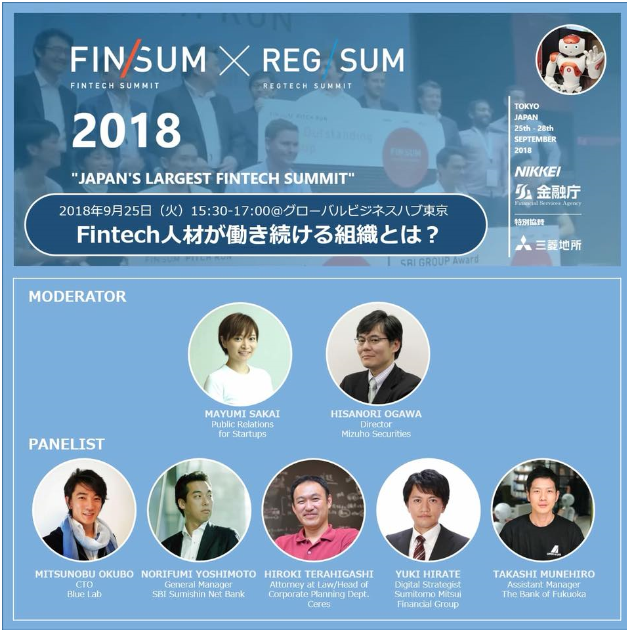 FIN/SUM × REG/SUM
FINTECH SUMMIT REGTECH SUMMIT
2018
"JAPAN'S LARGEST FINTECH SUMMIT"
TOKYO
JAPAN
25th - 28th
SEPTEMBER
2018
NIKKEI
金融庁
Financial Services Agency
特別協賛
三菱地所
2018年9月25日（火）15:30-17:00@グローバルビジネスハブ東京
Fintech人材が働き続ける組織とは？
SBI GROUP Award
MODERATOR
MAYUMI SAKAI
Public Relations
for Startups
HISANORI OGAWA
Director
Mizuho Securities
PANELIST
MITSUNOBU OKUBO
CTO
Blue Lab
NORIFUMI YOSHIMOTO
General Manager
SBI Sumishin Net Bank
HIROKI TERAHIGASHI
Attorney at Law/Head of
Corporate Planning Dept.
Ceres
YUKI HIRATE
Digital Strategist
Sumitomo Mitsui
Financial Group
TAKASHI MUNEHIRO
Assistant Manager
The Bank of Fukuoka